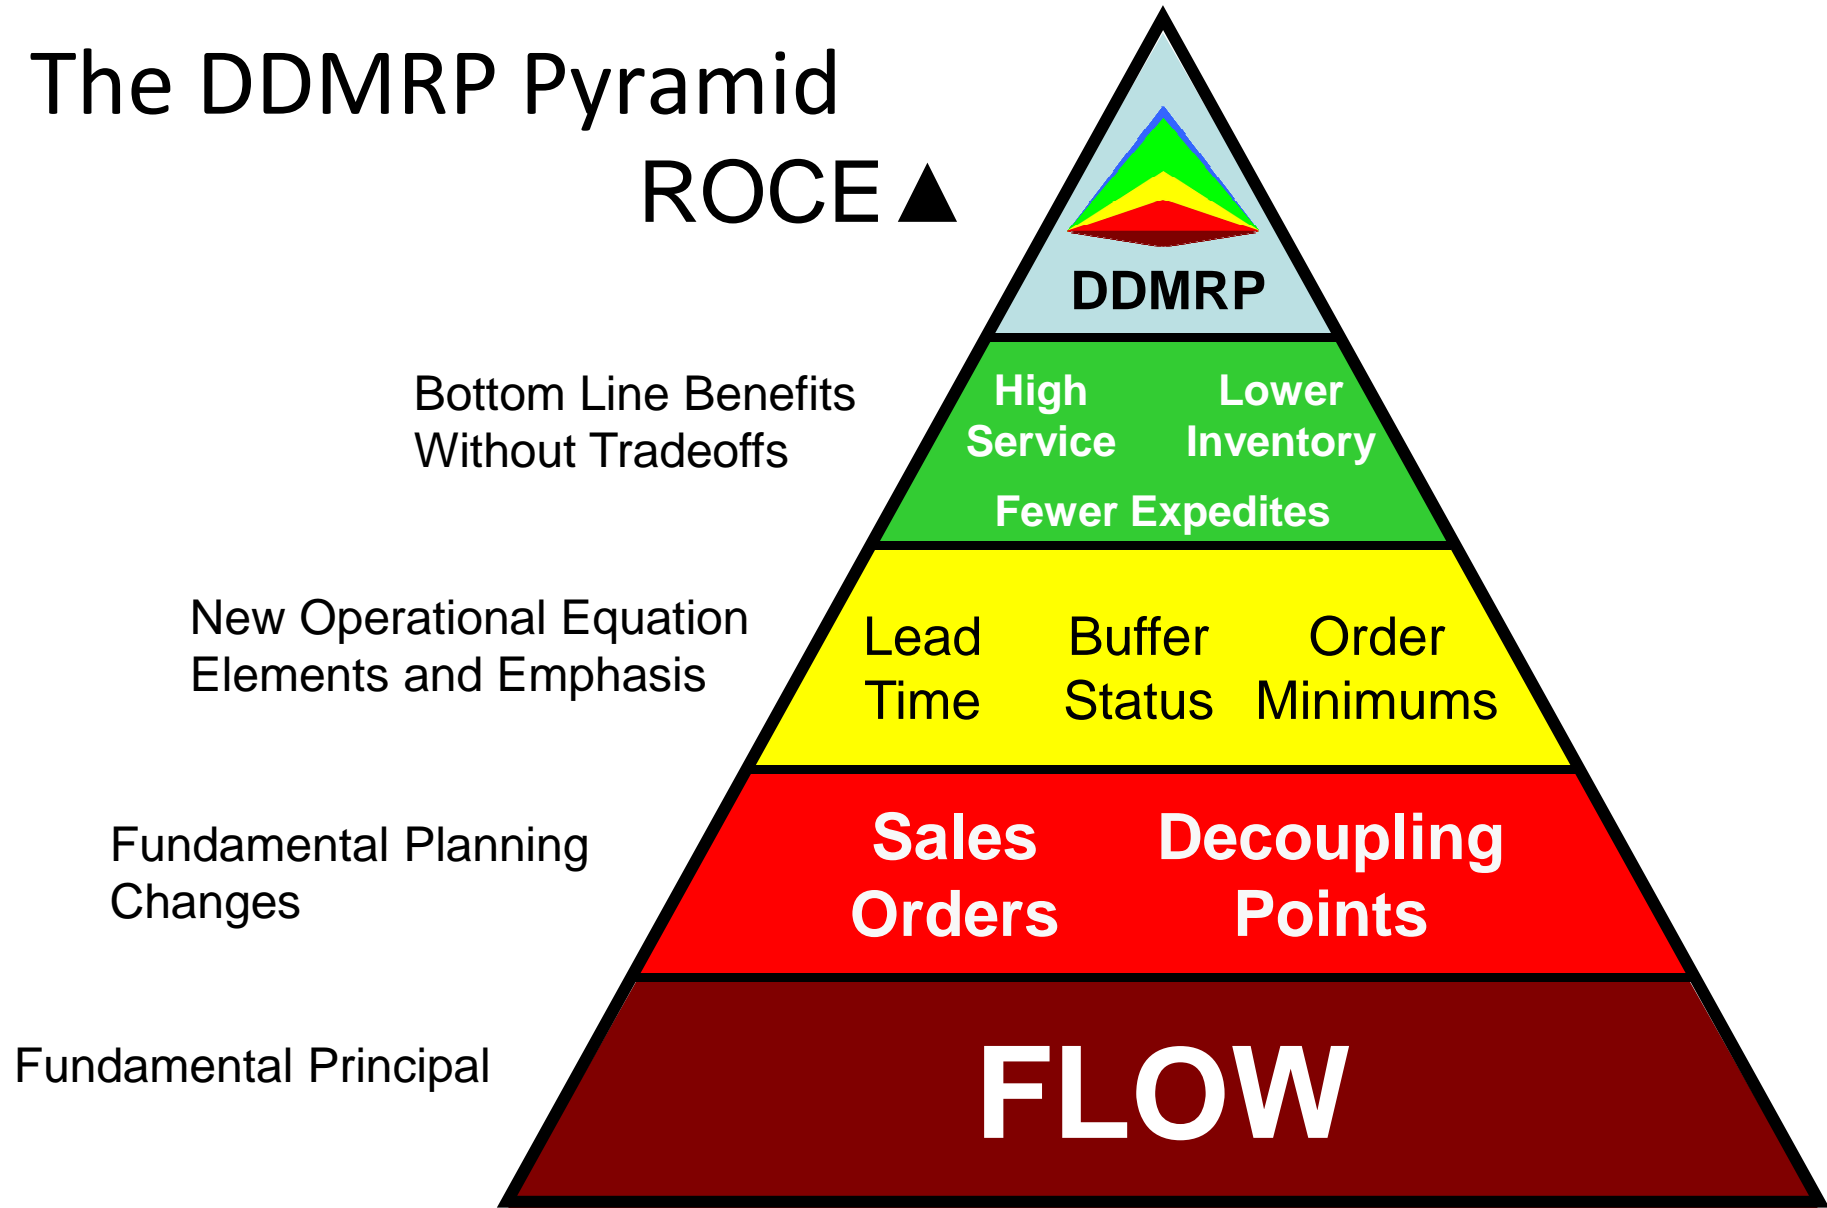 The DDMRP Pyramid
ROCE▲
DDMRP
Bottom Line Benefits
Without Tradeoffs
High
Service
Lower
Inventory
Fewer Expedites
New Operational Equation
Elements and Emphasis
Lead
Time
Buffer
Status
Order
Minimums
Fundamental Planning
Changes
Sales
Orders
Decoupling
Points
Fundamental Principal
FLOW